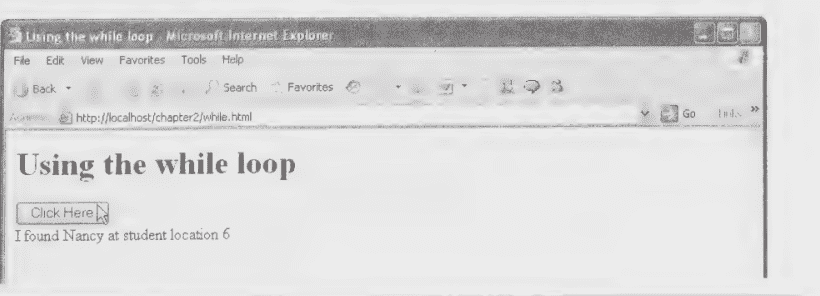 Using the while loop - Microsoft Internet Explorer
File Edit View Favorites Tools Help
Back Search Favorites
http://localhost/chapter2/while.html Go Links »
Using the while loop
Click Here
I found Nancy at student location 6